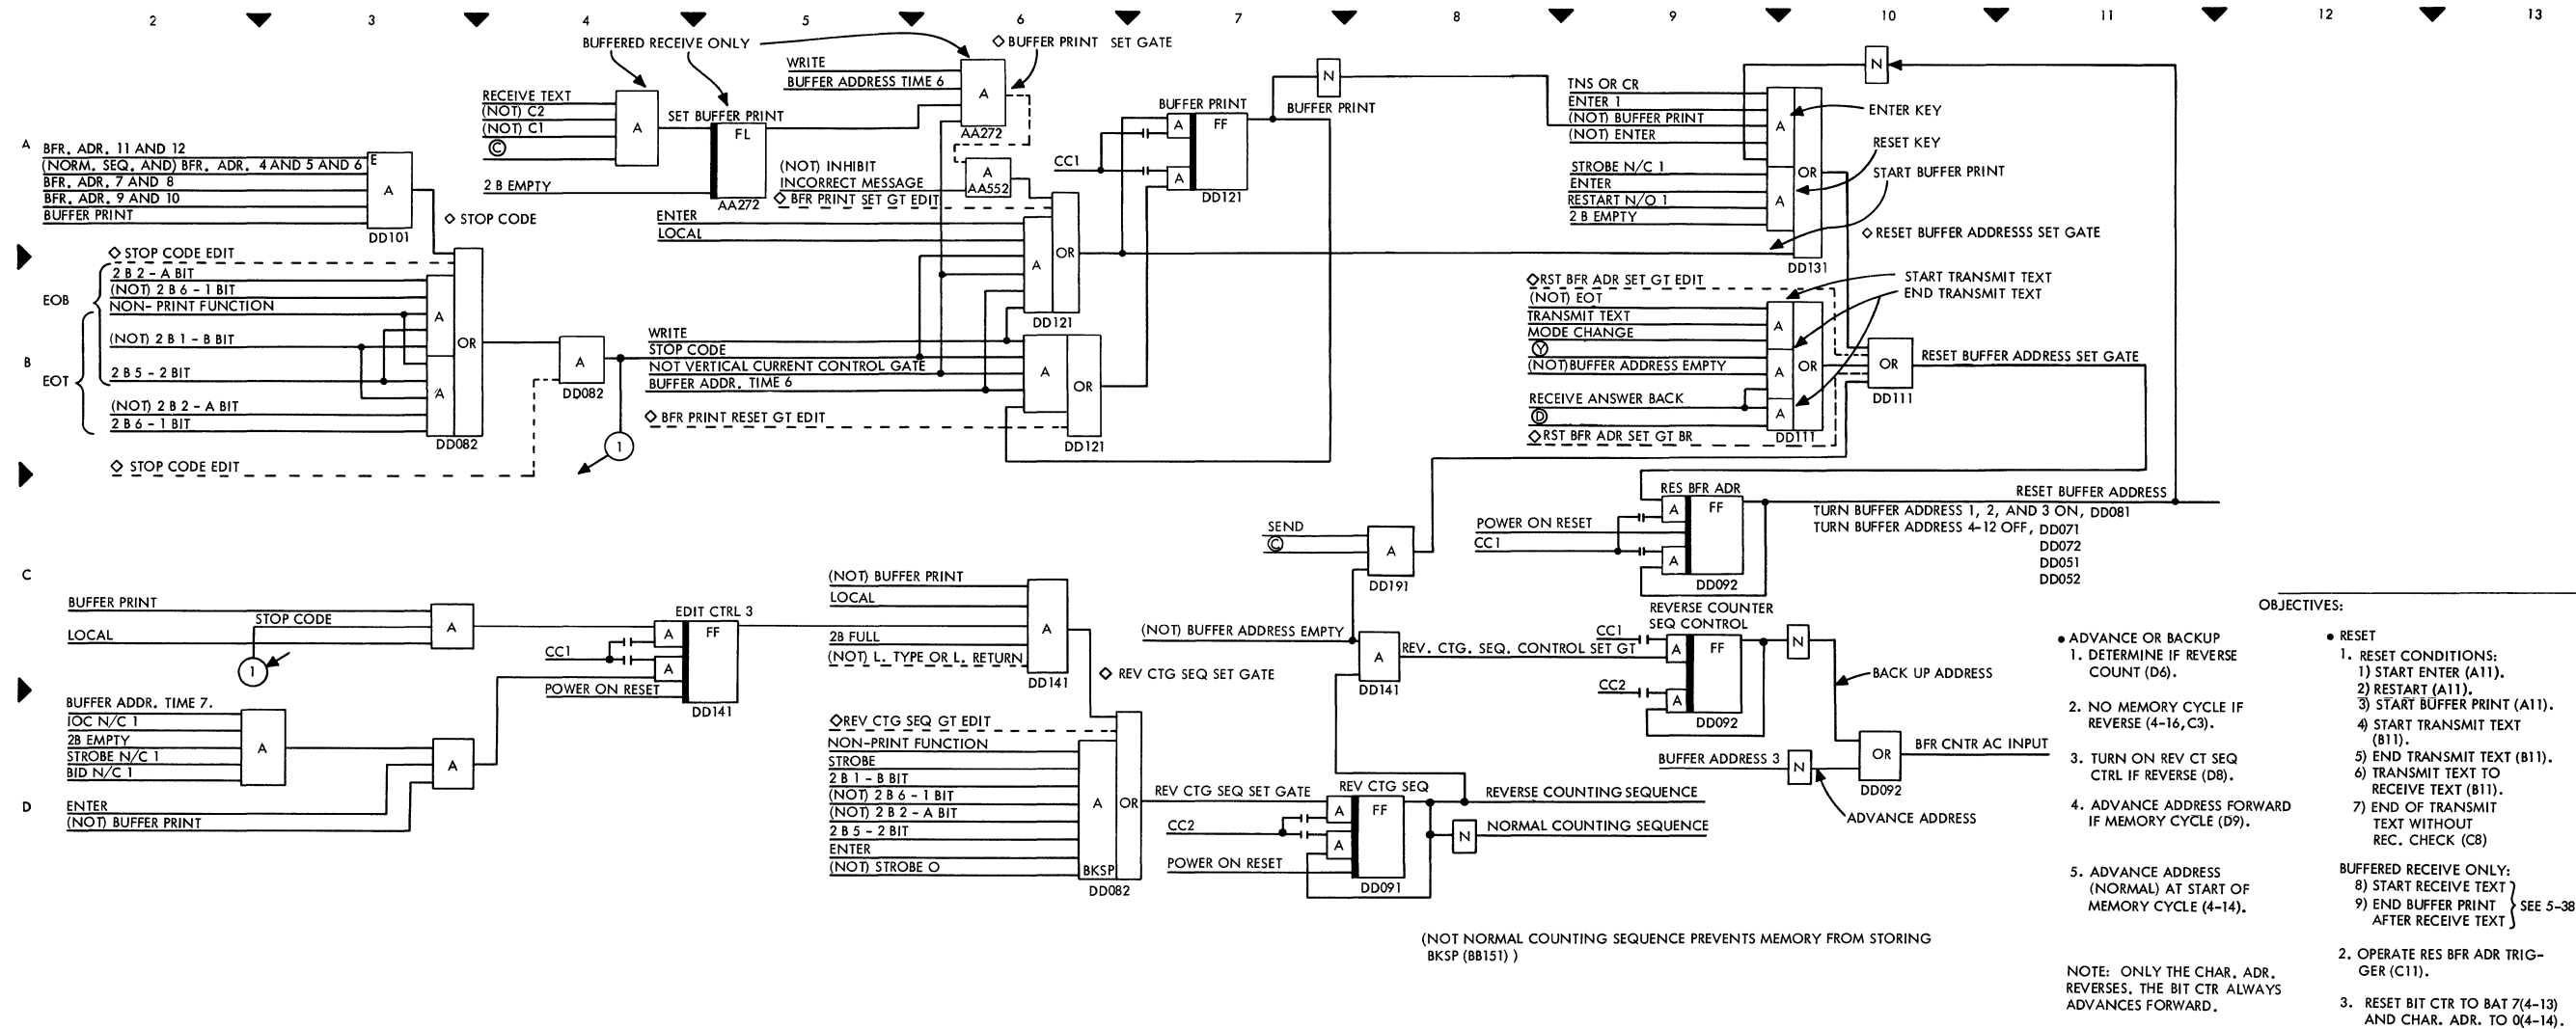 2 3 4 5 6 7 8 9 10 11 12 13
A
B
C
D
BUFFERED RECEIVE ONLY
RECEIVE TEXT
(NOT) C2
(NOT) C1
C
2 B EMPTY
A
SET BUFFER PRINT
FL
AA272
WRITE
BUFFER ADDRESS TIME 6
A
AA272
◇ BUFFER PRINT SET GATE
(NOT) INHIBIT
INCORRECT MESSAGE
A
AA552
◇ BFR PRINT SET GT EDIT
ENTER
LOCAL
A
OR
DD121
BFR. ADR. 11 AND 12
(NORM. SEQ. AND) BFR. ADR. 4 AND 5 AND 6
BFR. ADR. 7 AND 8
BFR. ADR. 9 AND 10
BUFFER PRINT
E
A
DD101
◇ STOP CODE
◇ STOP CODE EDIT
EOB
2 B 2 - A BIT
(NOT) 2 B 6 - 1 BIT
NON- PRINT FUNCTION
(NOT) 2 B 1 - B BIT
EOT
2 B 5 - 2 BIT
(NOT) 2 B 2 - A BIT
2 B 6 - 1 BIT
A
A
OR
DD082
◇ STOP CODE EDIT
A
DD082
1
WRITE
STOP CODE
NOT VERTICAL CURRENT CONTROL GATE
BUFFER ADDR. TIME 6
◇ BFR PRINT RESET GT EDIT
A
OR
DD121
BUFFER PRINT
CC1
A
A
FF
DD121
BUFFER PRINT
N
TNS OR CR
ENTER 1
(NOT) BUFFER PRINT
(NOT) ENTER
STROBE N/C 1
ENTER
RESTART N/O 1
2 B EMPTY
A
A
OR
DD131
N
ENTER KEY
RESET KEY
START BUFFER PRINT
◇ RESET BUFFER ADDRESSS SET GATE
◇RST BFR ADR SET GT EDIT
(NOT) EOT
TRANSMIT TEXT
MODE CHANGE
Y
(NOT)BUFFER ADDRESS EMPTY
RECEIVE ANSWER BACK
D
◇RST BFR ADR SET GT BR
A
A
A
OR
DD111
START TRANSMIT TEXT
END TRANSMIT TEXT
OR
DD111
RESET BUFFER ADDRESS SET GATE
RES BFR ADR
POWER ON RESET
CC1
A
A
FF
DD092
RESET BUFFER ADDRESS
TURN BUFFER ADDRESS 1, 2, AND 3 ON, DD081
TURN BUFFER ADDRESS 4-12 OFF, DD071
DD072
DD051
DD052
SEND
C
A
DD191
BUFFER PRINT
STOP CODE
LOCAL
A
1
EDIT CTRL 3
CC1
POWER ON RESET
A
A
FF
DD141
BUFFER ADDR. TIME 7.
IOC N/C 1
2B EMPTY
STROBE N/C 1
BID N/C 1
A
ENTER
(NOT) BUFFER PRINT
A
(NOT) BUFFER PRINT
LOCAL
2B FULL
(NOT) L. TYPE OR L. RETURN
A
DD141
◇ REV CTG SEQ SET GATE
◇REV CTG SEQ GT EDIT
NON-PRINT FUNCTION
STROBE
2 B 1 - B BIT
(NOT) 2 B 6 - 1 BIT
(NOT) 2 B 2 - A BIT
2 B 5 - 2 BIT
ENTER
(NOT) STROBE O
A
BKSP
OR
DD082
(NOT) BUFFER ADDRESS EMPTY
A
DD141
REV. CTG. SEQ. CONTROL SET GT
REV CTG SEQ SET GATE
CC2
POWER ON RESET
REV CTG SEQ
A
A
FF
DD091
REVERSE COUNTING SEQUENCE
N
NORMAL COUNTING SEQUENCE
REVERSE COUNTER
SEQ CONTROL
CC1
CC2
A
A
FF
DD092
N
BACK UP ADDRESS
BUFFER ADDRESS 3
N
ADVANCE ADDRESS
OR
DD092
BFR CNTR AC INPUT
(NOT NORMAL COUNTING SEQUENCE PREVENTS MEMORY FROM STORING
BKSP (BB151) )
OBJECTIVES:
● ADVANCE OR BACKUP
1. DETERMINE IF REVERSE
COUNT (D6).
2. NO MEMORY CYCLE IF
REVERSE (4-16, C3).
3. TURN ON REV CT SEQ
CTRL IF REVERSE (D8).
4. ADVANCE ADDRESS FORWARD
IF MEMORY CYCLE (D9).
5. ADVANCE ADDRESS
(NORMAL) AT START OF
MEMORY CYCLE (4-14).
NOTE: ONLY THE CHAR. ADR.
REVERSES. THE BIT CTR ALWAYS
ADVANCES FORWARD.
● RESET
1. RESET CONDITIONS:
1) START ENTER (A11).
2) RESTART (A11).
3) START BUFFER PRINT (A11).
4) START TRANSMIT TEXT
(B11).
5) END TRANSMIT TEXT (B11).
6) TRANSMIT TEXT TO
RECEIVE TEXT (B11).
7) END OF TRANSMIT
TEXT WITHOUT
REC. CHECK (C8)
BUFFERED RECEIVE ONLY:
8) START RECEIVE TEXT
9) END BUFFER PRINT
AFTER RECEIVE TEXT
SEE 5-38
2. OPERATE RES BFR ADR TRIG-
GER (C11).
3. RESET BIT CTR TO BAT 7(4-13)
AND CHAR. ADR. TO 0(4-14).